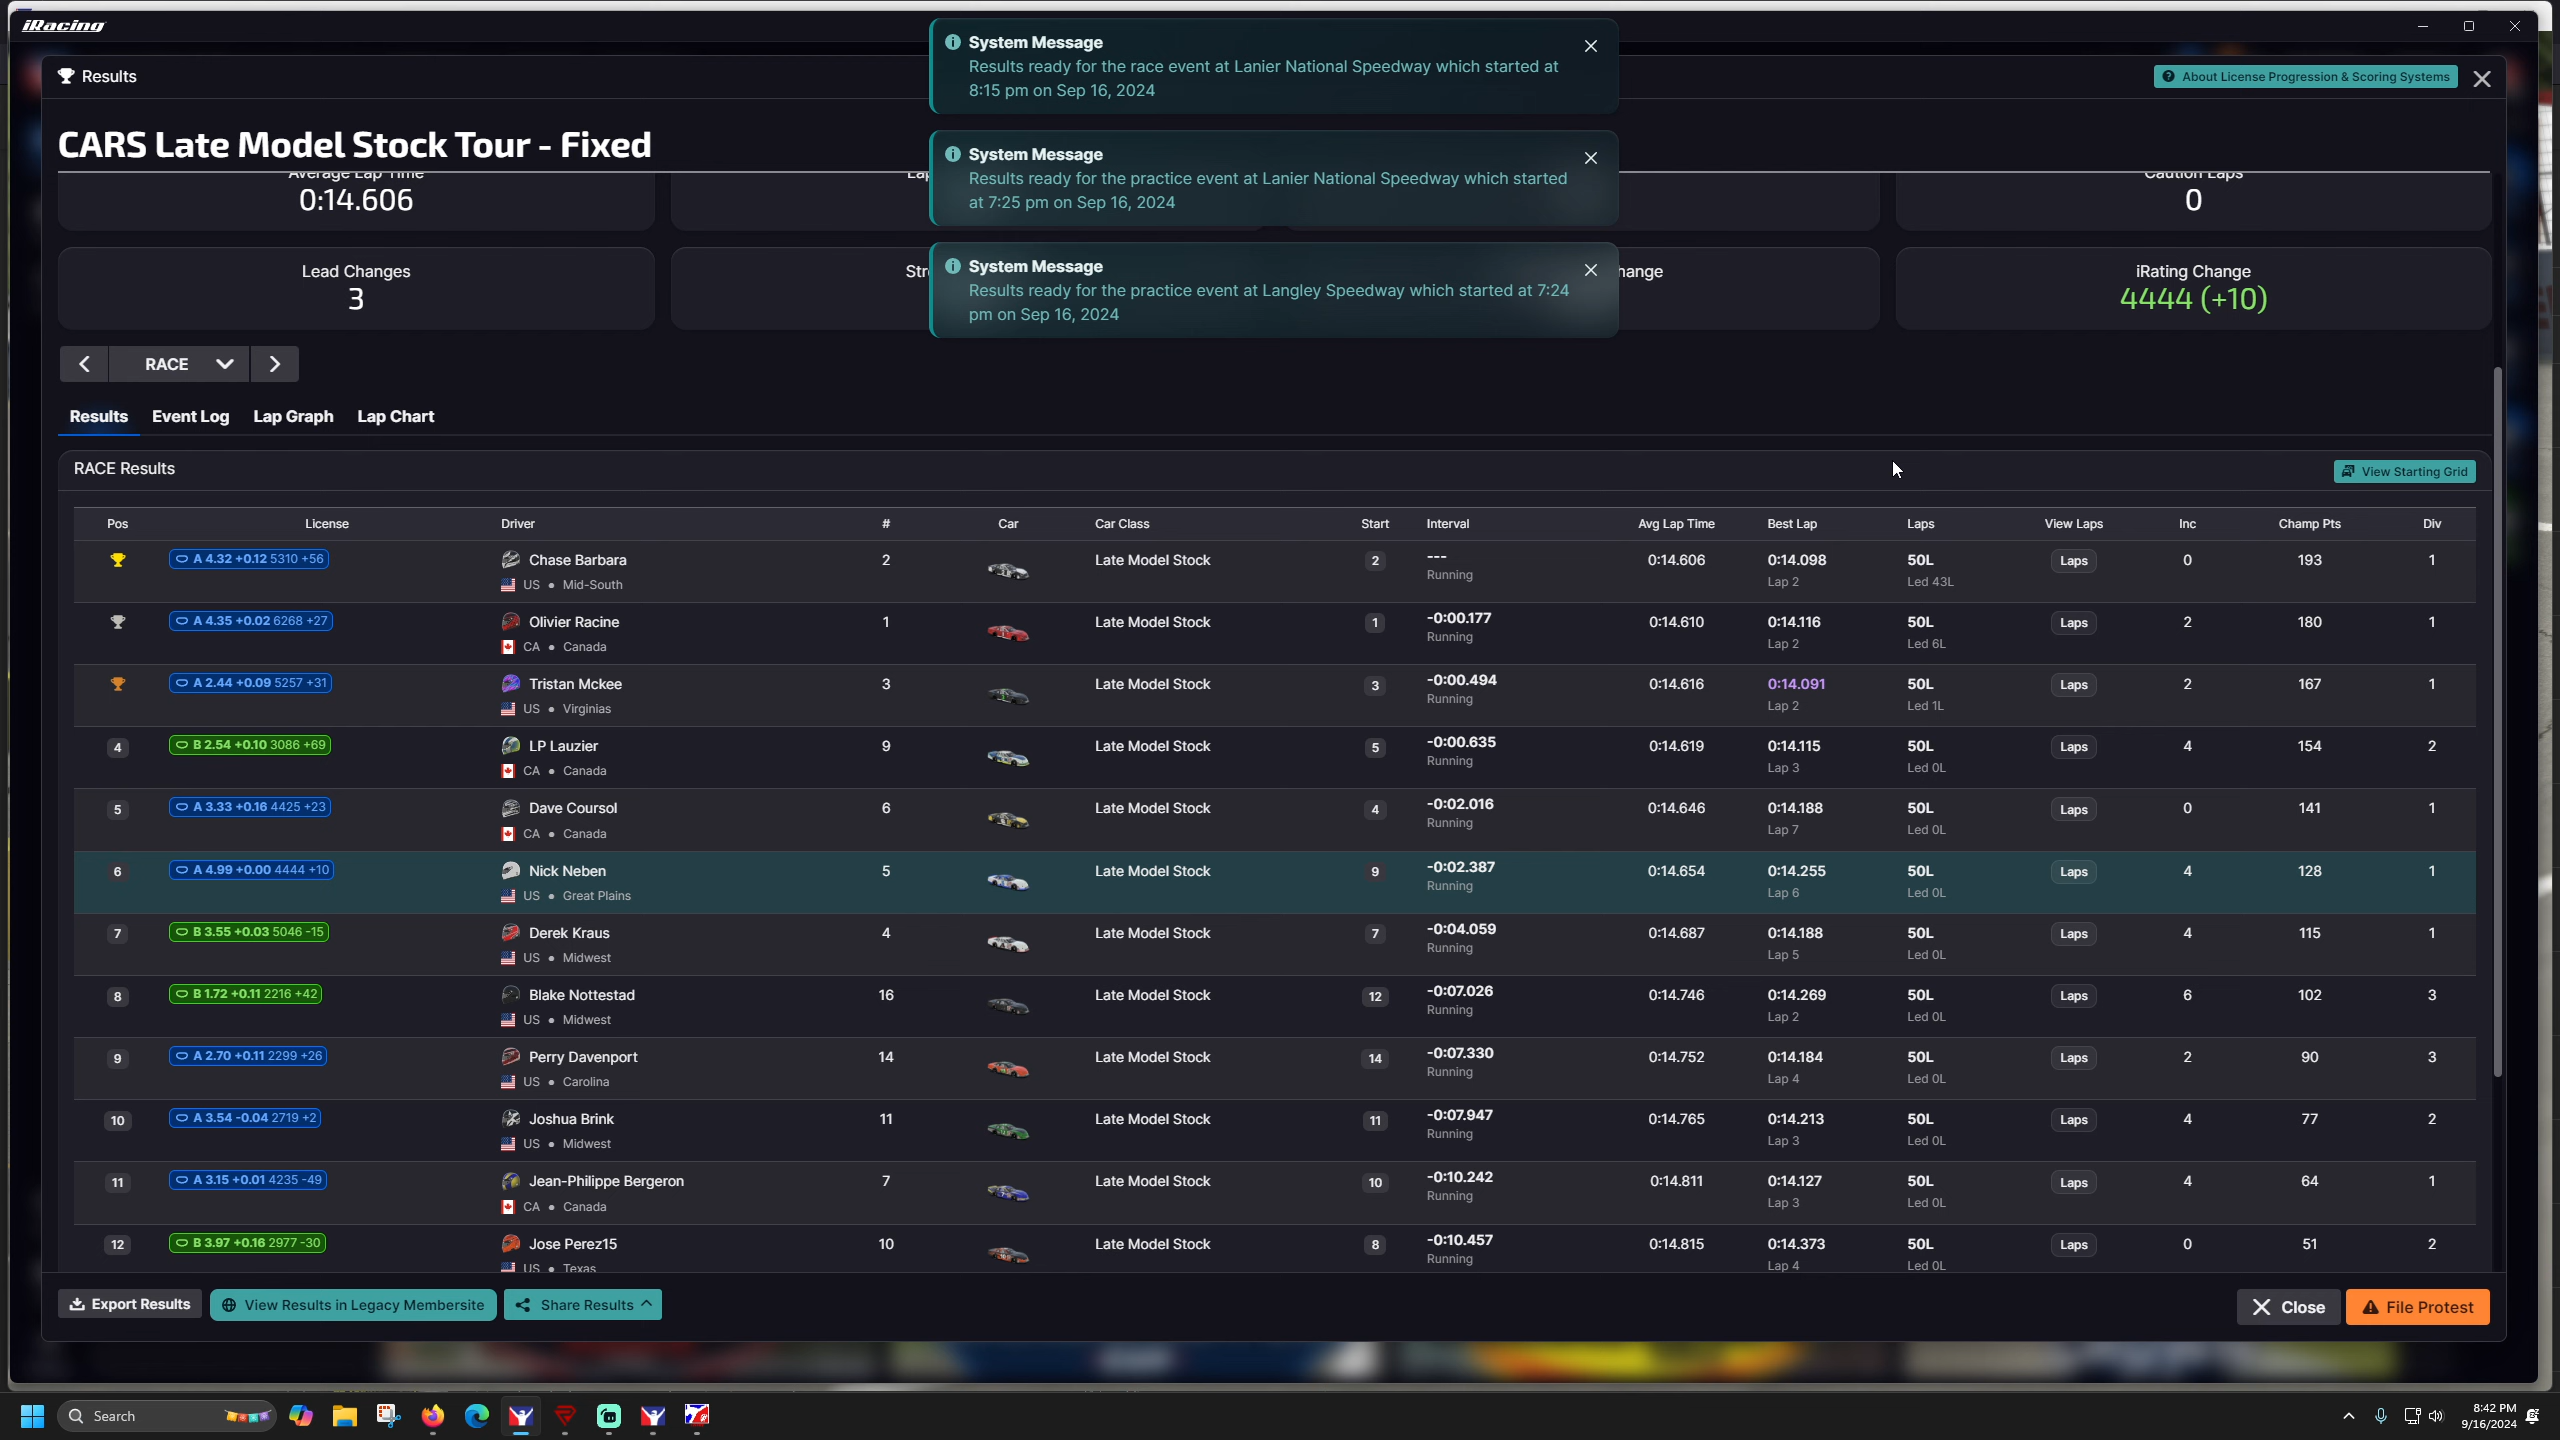 iRacing
System Message
Results ready for the race event at Lanier National Speedway which started at
8:15 pm on Sep 16, 2024
Results
About License Progression & Scoring Systems
System Message
Results ready for the practice event at Lanier National Speedway which started
at 7:25 pm on Sep 16, 2024
CARS Late Model Stock Tour - Fixed
Average Lap Time
Caution Laps
0:14.606
0
System Message
Results ready for the practice event at Langley Speedway which started at 7:24
pm on Sep 16, 2024
Lead Changes
hange
iRating Change
3
4444 (+10)
RACE
Results Event Log Lap Graph Lap Chart
RACE Results
View Starting Grid
Pos License Driver # Car Car Class Start Interval Avg Lap Time Best Lap Laps View Laps Inc Champ Pts Div
A 4.32 +0.12 5310 +56 Chase Barbara 2 Late Model Stock 2 --- 0:14.606 0:14.098 50L Laps 0 193 1
US • Mid-South Running Lap 2 Led 43L
A 4.35 +0.02 6268 +27 Olivier Racine 1 Late Model Stock 1 -0:00.177 0:14.610 0:14.116 50L Laps 2 180 1
CA • Canada Running Lap 2 Led 6L
A 2.44 +0.09 5257 +31 Tristan Mckee 3 Late Model Stock 3 -0:00.494 0:14.616 0:14.091 50L Laps 2 167 1
US • Virginias Running Lap 2 Led 1L
4 B 2.54 +0.10 3086 +69 LP Lauzier 9 Late Model Stock 5 -0:00.635 0:14.619 0:14.115 50L Laps 4 154 2
CA • Canada Running Lap 3 Led 0L
5 A 3.33 +0.16 4425 +23 Dave Coursol 6 Late Model Stock 4 -0:02.016 0:14.646 0:14.188 50L Laps 0 141 1
CA • Canada Running Lap 7 Led 0L
6 A 4.99 +0.00 4444 +10 Nick Neben 5 Late Model Stock 9 -0:02.387 0:14.654 0:14.255 50L Laps 4 128 1
US • Great Plains Running Lap 6 Led 0L
7 B 3.55 +0.03 5046 -15 Derek Kraus 4 Late Model Stock 7 -0:04.059 0:14.687 0:14.188 50L Laps 4 115 1
US • Midwest Running Lap 5 Led 0L
8 B 1.72 +0.11 2216 +42 Blake Nottestad 16 Late Model Stock 12 -0:07.026 0:14.746 0:14.269 50L Laps 6 102 3
US • Midwest Running Lap 2 Led 0L
9 A 2.70 +0.11 2299 +26 Perry Davenport 14 Late Model Stock 14 -0:07.330 0:14.752 0:14.184 50L Laps 2 90 3
US • Carolina Running Lap 4 Led 0L
10 A 3.54 -0.04 2719 +2 Joshua Brink 11 Late Model Stock 11 -0:07.947 0:14.765 0:14.213 50L Laps 4 77 2
US • Midwest Running Lap 3 Led 0L
11 A 3.15 +0.01 4235 -49 Jean-Philippe Bergeron 7 Late Model Stock 10 -0:10.242 0:14.811 0:14.127 50L Laps 4 64 1
CA • Canada Running Lap 3 Led 0L
12 B 3.97 +0.16 2977 -30 Jose Perez15 10 Late Model Stock 8 -0:10.457 0:14.815 0:14.373 50L Laps 0 51 2
US • Texas Running Lap 4 Led 0L
Export Results View Results in Legacy Membersite Share Results Close File Protest
Search
8:42 PM
9/16/2024